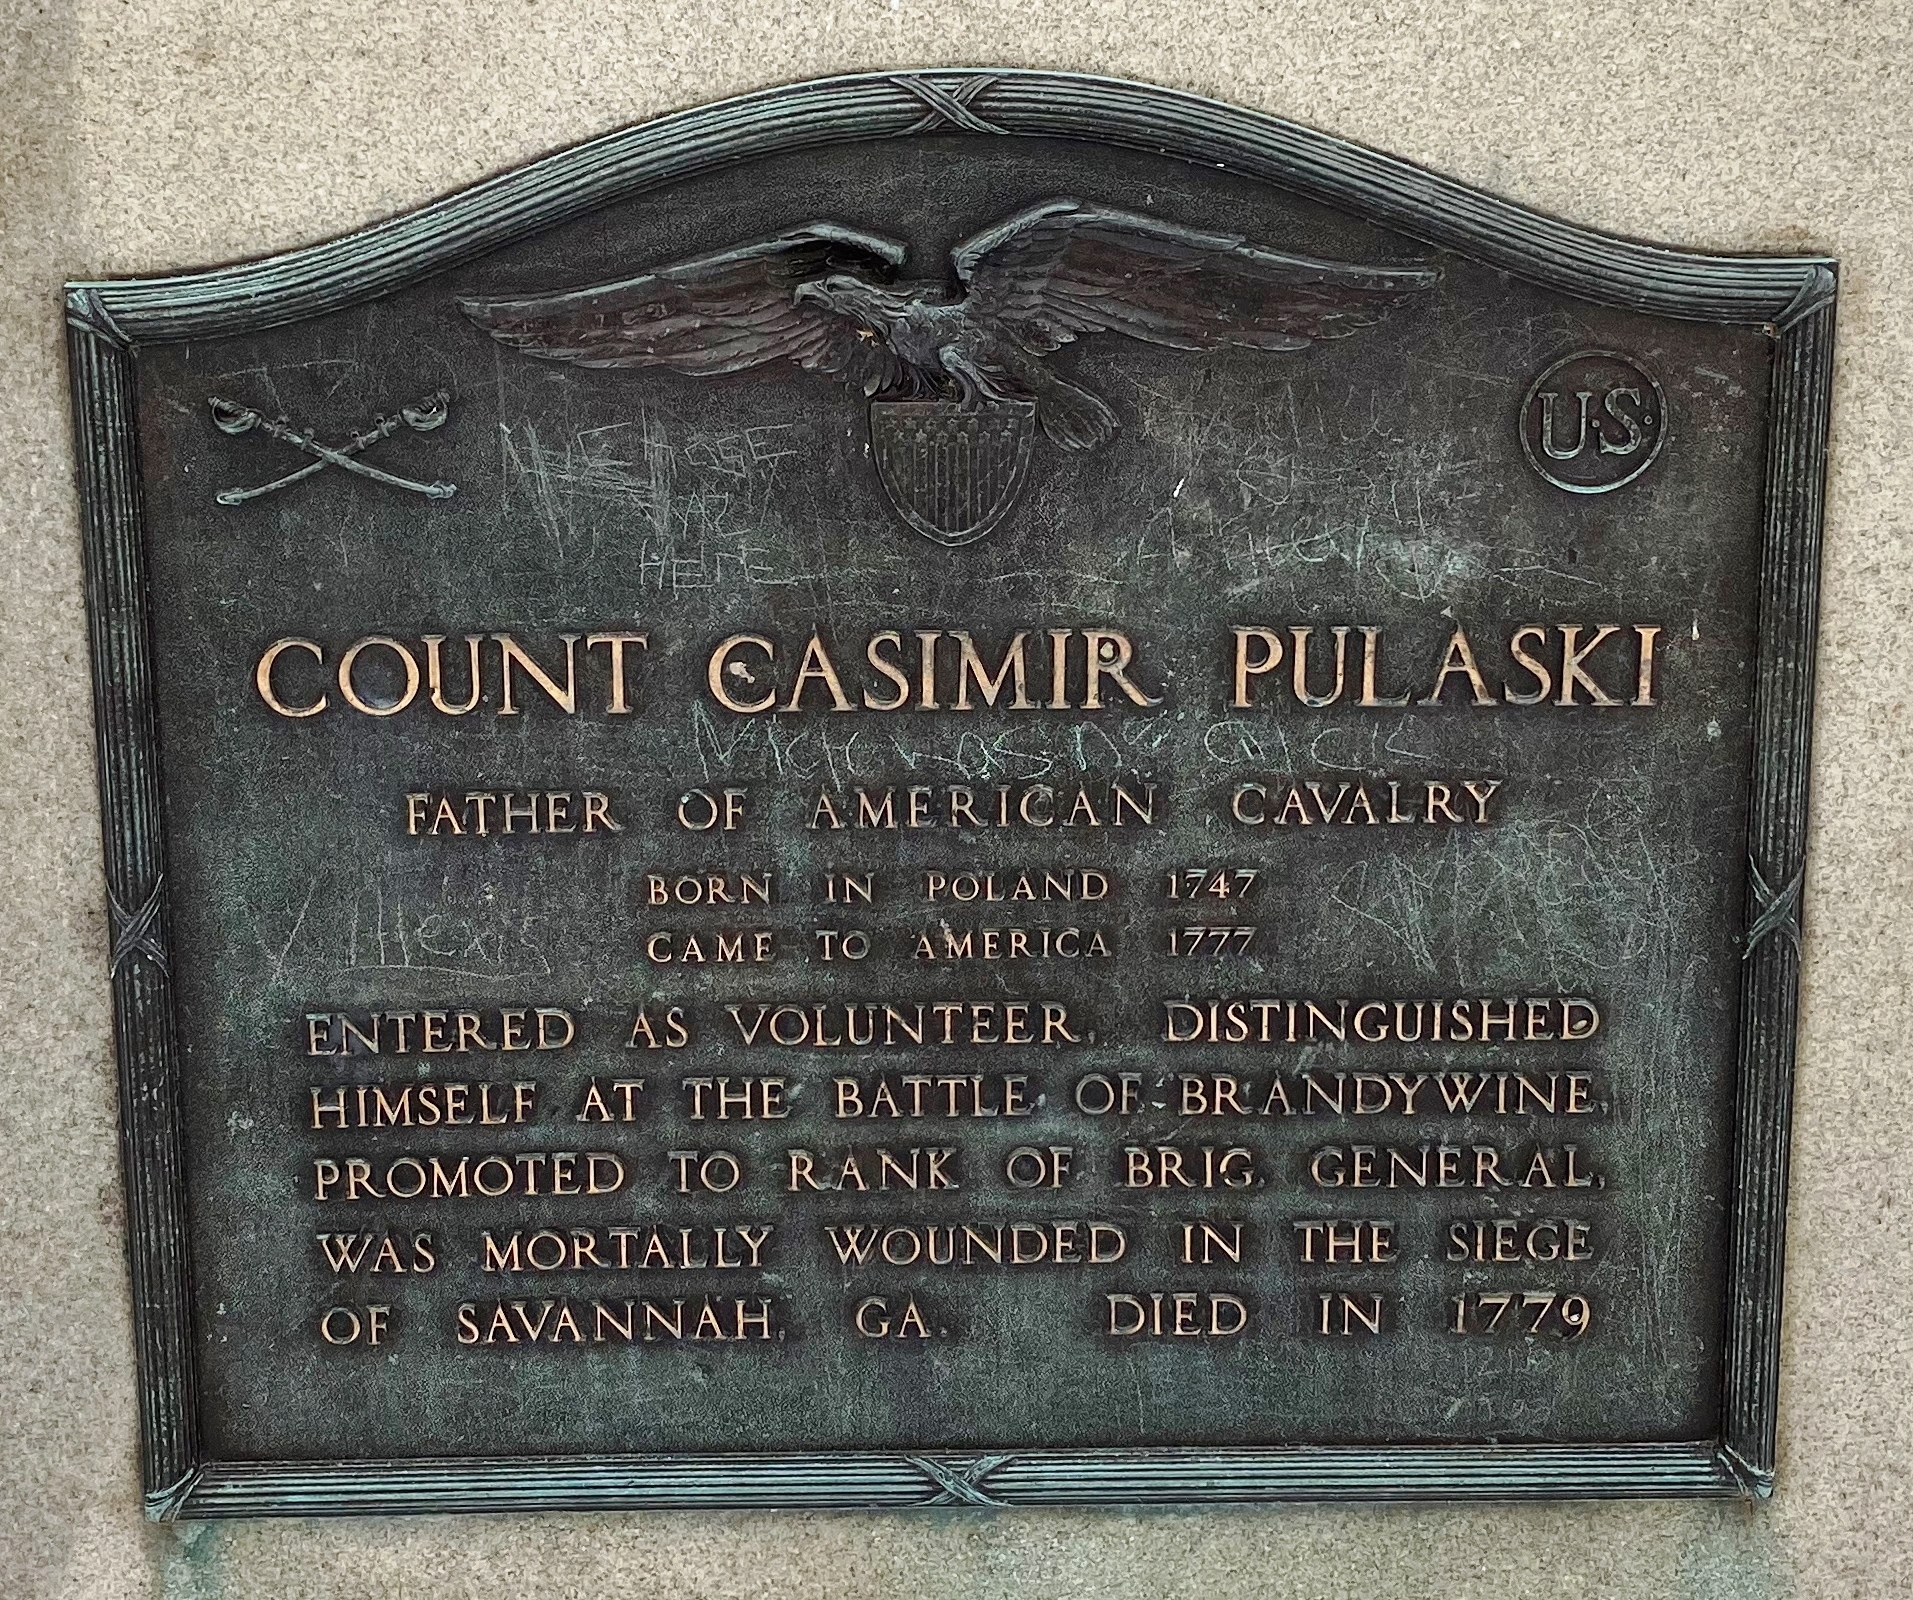 U.S.
HERE
COUNT CASIMIR PULASKI
FATHER OF AMERICAN CAVALRY
BORN IN POLAND 1747
CAME TO AMERICA 1777
ENTERED AS VOLUNTEER, DISTINGUISHED
HIMSELF AT THE BATTLE OF BRANDYWINE,
PROMOTED TO RANK OF BRIG. GENERAL,
WAS MORTALLY WOUNDED IN THE SIEGE
OF SAVANNAH, GA. DIED IN 1779